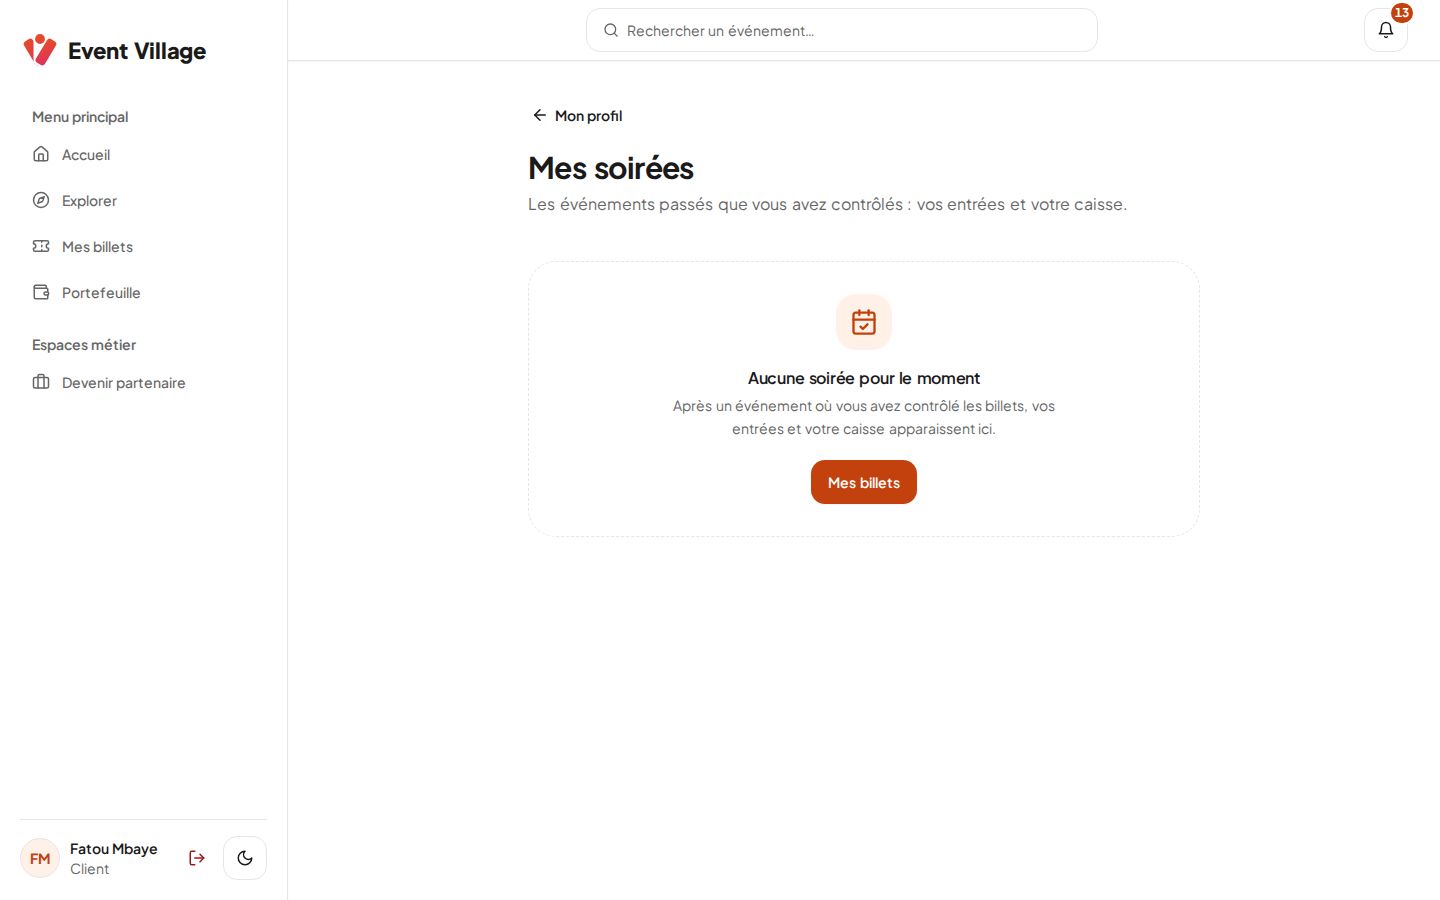 Event Village
Menu principal
Accueil
Explorer
Mes billets
Portefeuille
Espaces métier
Devenir partenaire
FM
Fatou Mbaye
Client
Rechercher un événement...
13
Mon profil
Mes soirées
Les événements passés que vous avez contrôlés : vos entrées et votre caisse.
Aucune soirée pour le moment
Après un événement où vous avez contrôlé les billets, vos
entrées et votre caisse apparaissent ici.
Mes billets